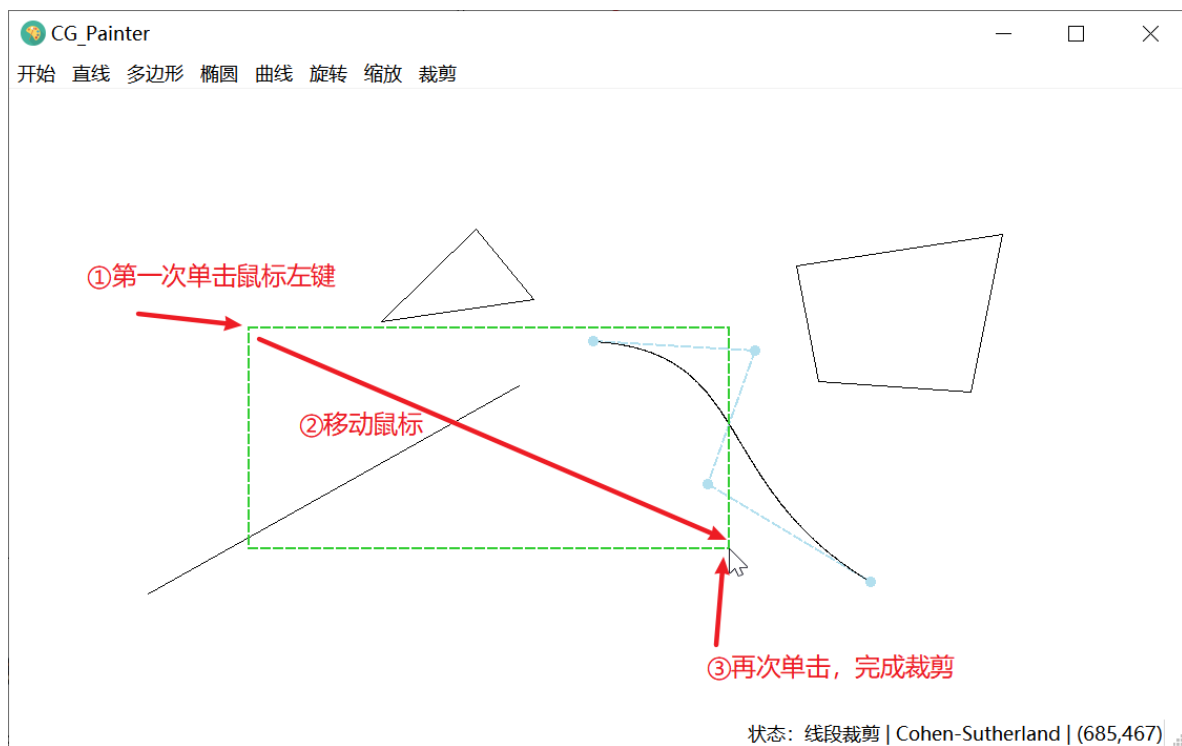 CG_Painter
开始 直线 多边形 椭圆 曲线 旋转 缩放 裁剪
①第一次单击鼠标左键
②移动鼠标
③再次单击，完成裁剪
状态：线段裁剪 | Cohen-Sutherland | (685,467)